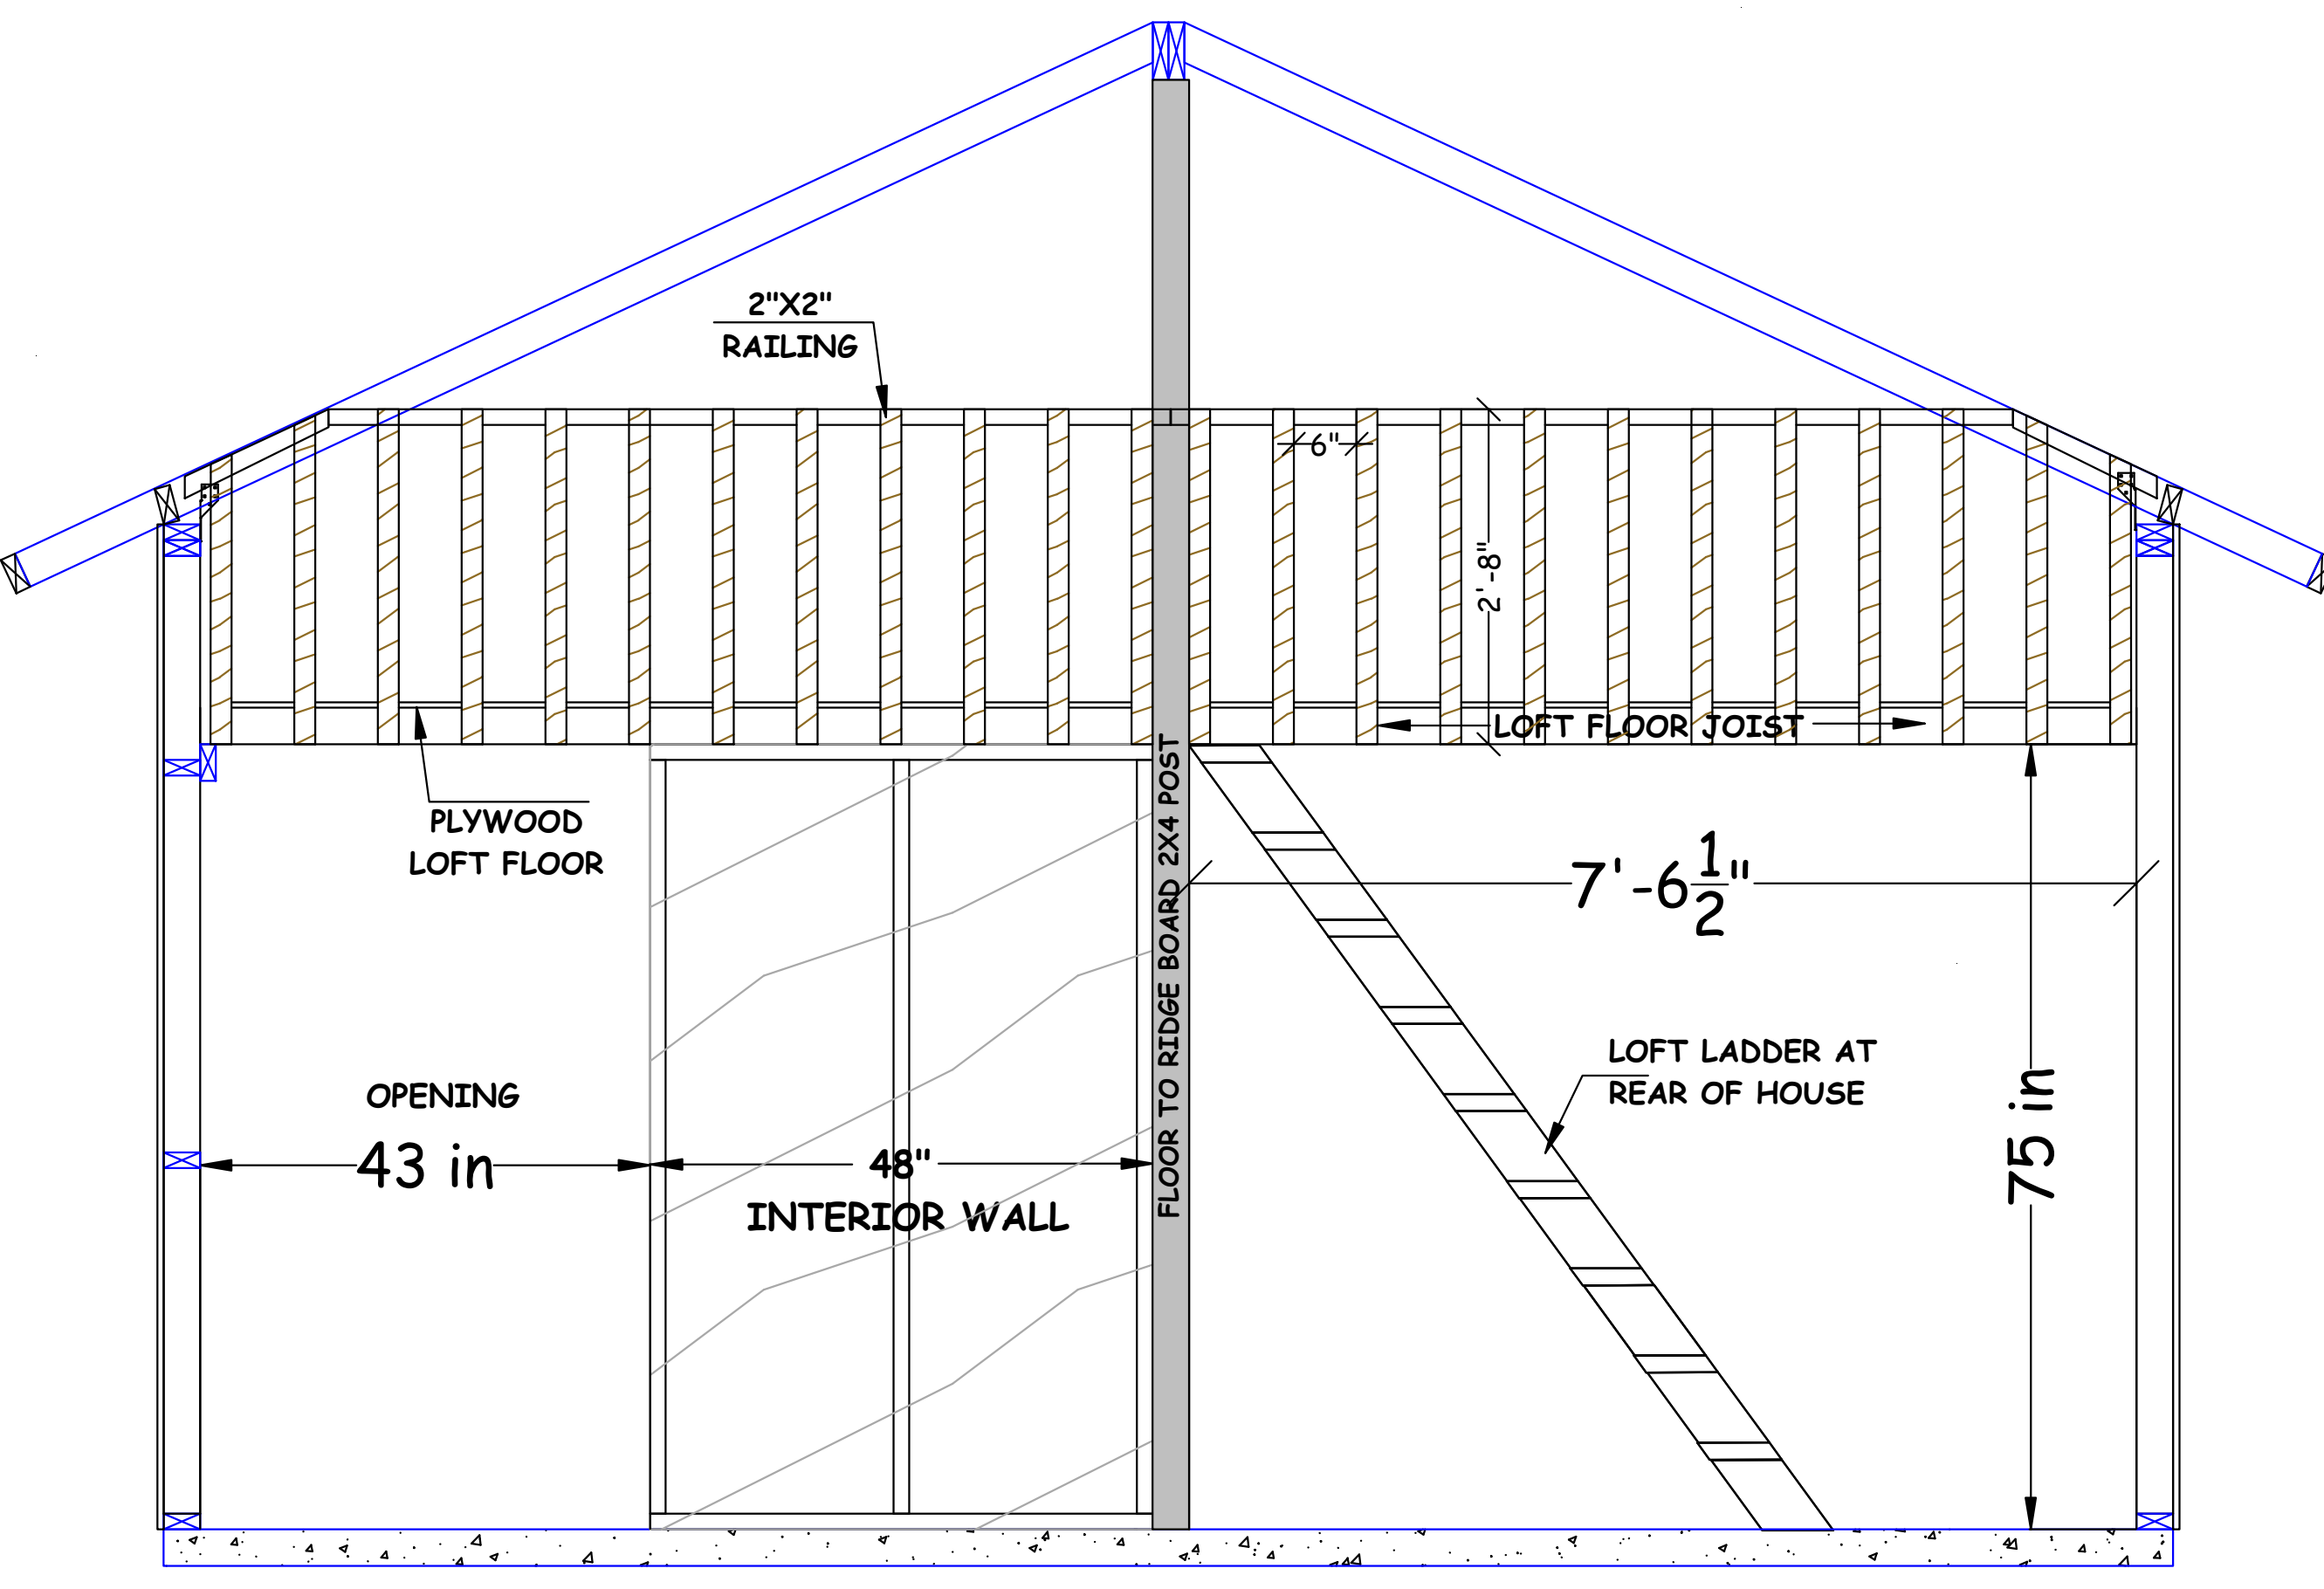 2"X2"
RAILING
6"
2'-8"
LOFT FLOOR JOIST
PLYWOOD
LOFT FLOOR
7'-6 1/2"
FLOOR TO RIDGE BOARD 2X4 POST
LOFT LADDER AT
REAR OF HOUSE
OPENING
43 in
48"
INTERIOR WALL
75 in